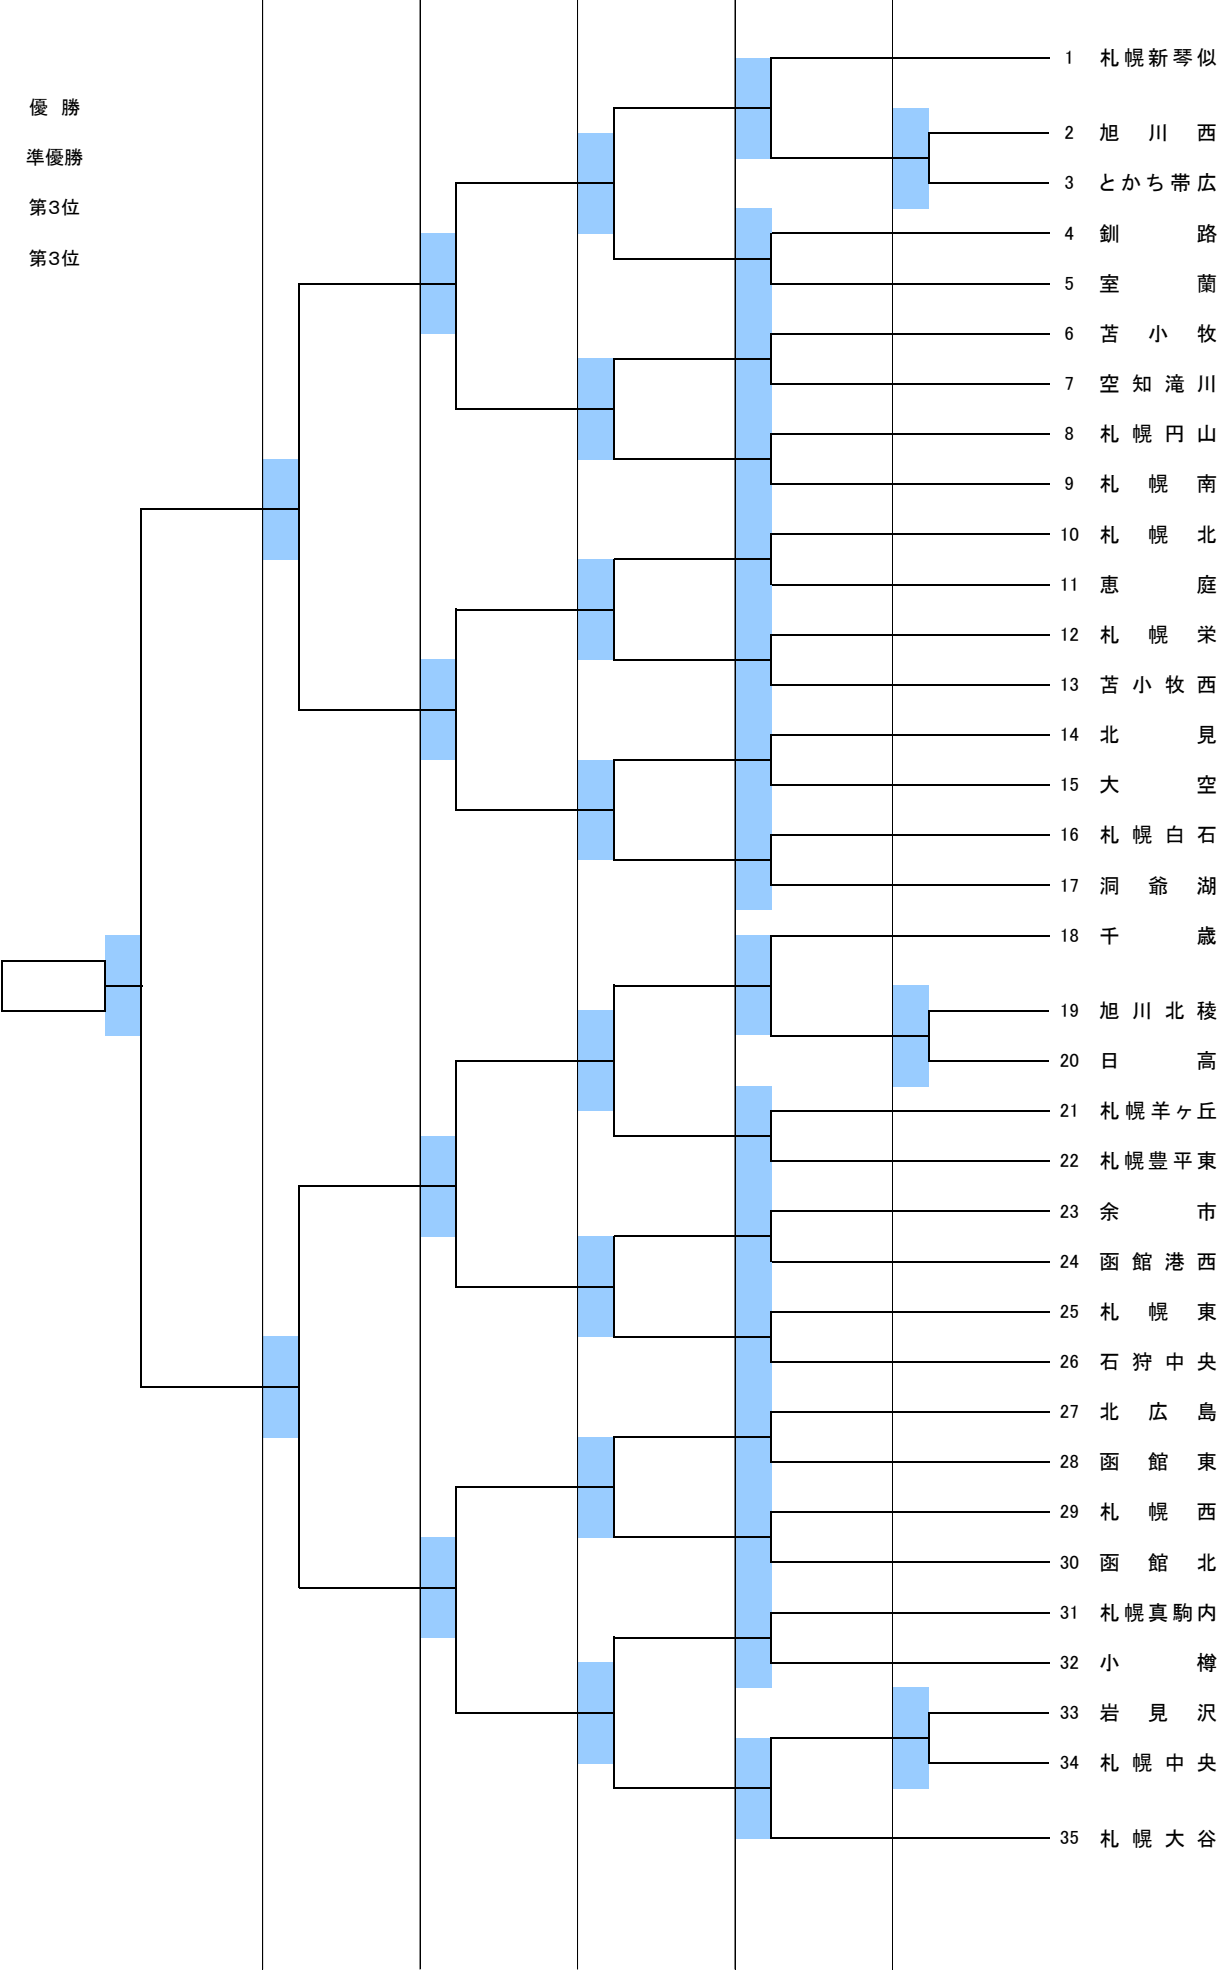 優 勝
準優勝
第3位
第3位
1 札幌新琴似
2 旭川西
3 とかち帯広
4 釧路
5 室蘭
6 苫小牧
7 空知滝川
8 札幌円山
9 札幌南
10 札幌北
11 恵庭
12 札幌栄
13 苫小牧西
14 北見
15 大空
16 札幌白石
17 洞爺湖
18 千歳
19 旭川北稜
20 日高
21 札幌羊ヶ丘
22 札幌豊平東
23 余市
24 函館港西
25 札幌東
26 石狩中央
27 北広島
28 函館東
29 札幌西
30 函館北
31 札幌真駒内
32 小樽
33 岩見沢
34 札幌中央
35 札幌大谷